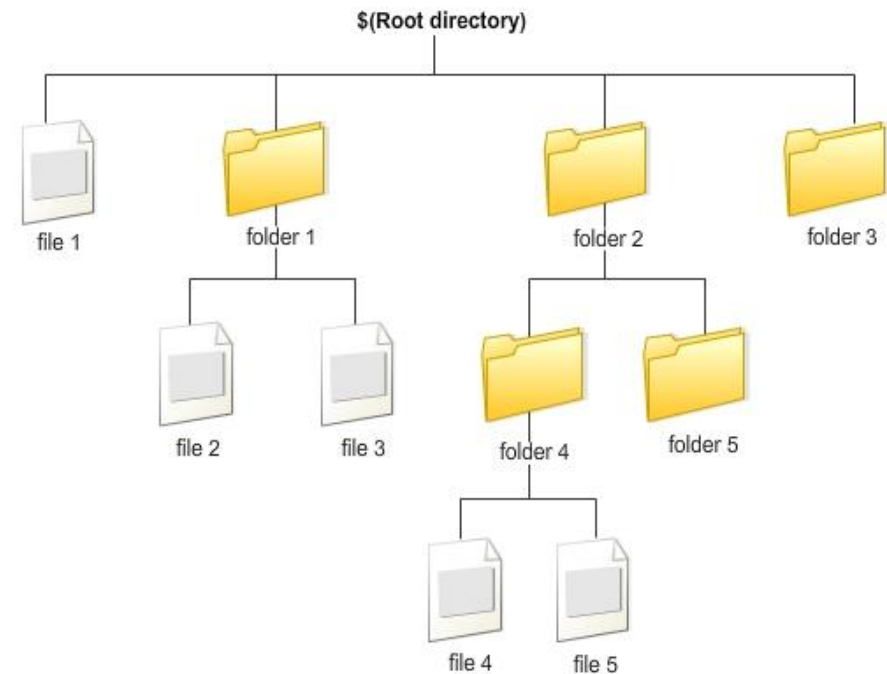 $(Root directory)
file 1
folder 1
folder 2
folder 3
file 2
file 3
folder 4
folder 5
file 4
file 5